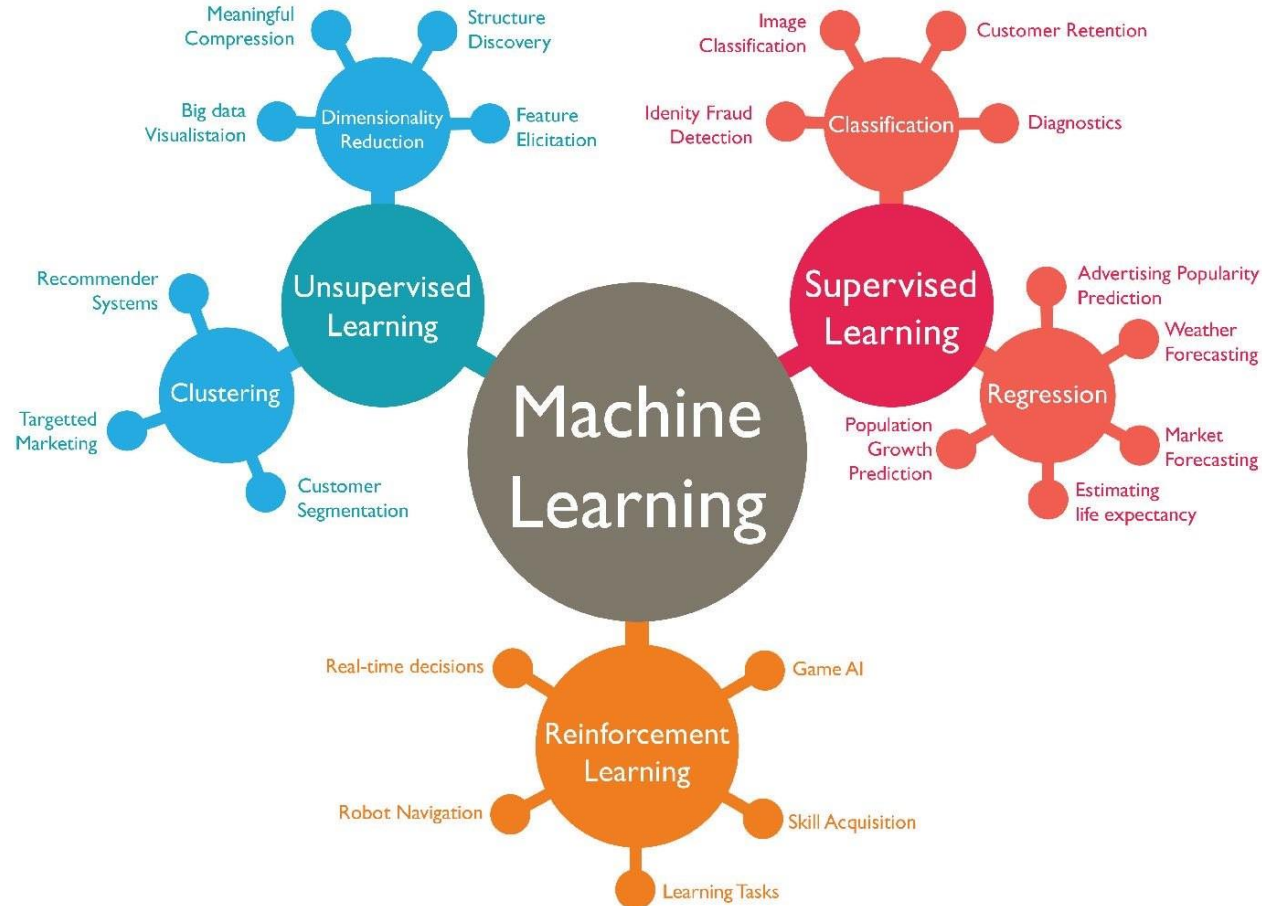 Meaningful
Compression
Structure
Discovery
Big data
Visualistaion
Dimensionality
Reduction
Feature
Elicitation
Unsupervised
Learning
Recommender
Systems
Clustering
Targetted
Marketing
Customer
Segmentation
Image
Classification
Customer Retention
Idenity Fraud
Detection
Classification
Diagnostics
Supervised
Learning
Advertising Popularity
Prediction
Weather
Forecasting
Regression
Population
Growth
Prediction
Market
Forecasting
Estimating
life expectancy
Machine
Learning
Real-time decisions
Game AI
Reinforcement
Learning
Robot Navigation
Skill Acquisition
Learning Tasks